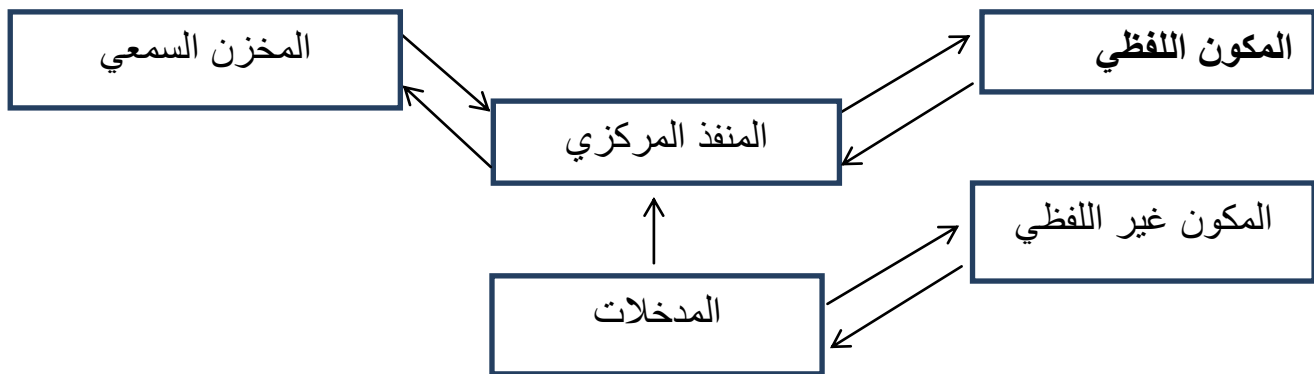 المكون اللفظي
المخزن السمعي
المنفذ المركزي
المكون غير اللفظي
المدخلات